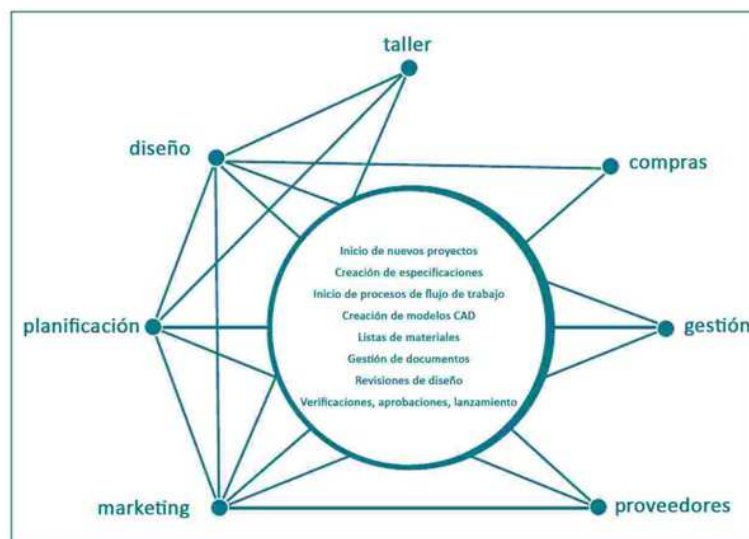 taller
diseño
compras
Inicio de nuevos proyectos
Creación de especificaciones
Inicio de procesos de flujo de trabajo
Creación de modelos CAD
Listas de materiales
Gestión de documentos
Revisiones de diseño
Verificaciones, aprobaciones, lanzamiento
planificación
gestión
marketing
proveedores